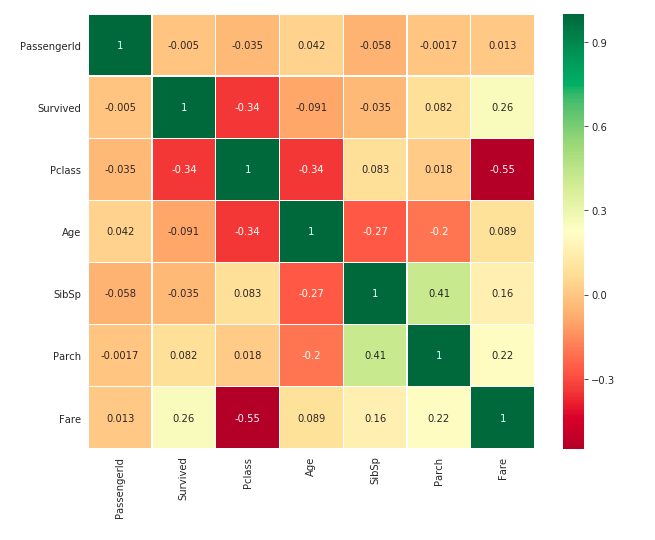 PassengerId 1 -0.005 -0.035 0.042 -0.058 -0.0017 0.013
Survived -0.005 1 -0.34 -0.091 -0.035 0.082 0.26
Pclass -0.035 -0.34 1 -0.34 0.083 0.018 -0.55
Age 0.042 -0.091 -0.34 1 -0.27 -0.2 0.089
SibSp -0.058 -0.035 0.083 -0.27 1 0.41 0.16
Parch -0.0017 0.082 0.018 -0.2 0.41 1 0.22
Fare 0.013 0.26 -0.55 0.089 0.16 0.22 1
PassengerId Survived Pclass Age SibSp Parch Fare
0.9
0.6
0.3
0.0
−0.3